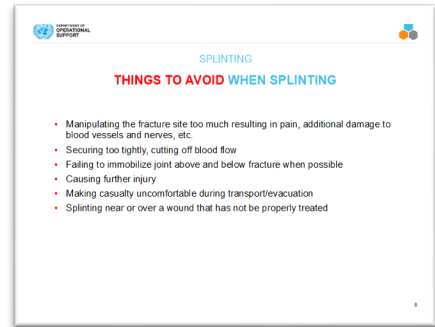 DEPARTMENT OF
OPERATIONAL
SUPPORT
SPLINTING
THINGS TO AVOID WHEN SPLINTING
• Manipulating the fracture site too much resulting in pain, additional damage to
blood vessels and nerves, etc.
• Securing too tightly, cutting off blood flow
• Failing to immobilize joint above and below fracture when possible
• Causing further injury
• Making casualty uncomfortable during transport/evacuation
• Splinting near or over a wound that has not be properly treated
8